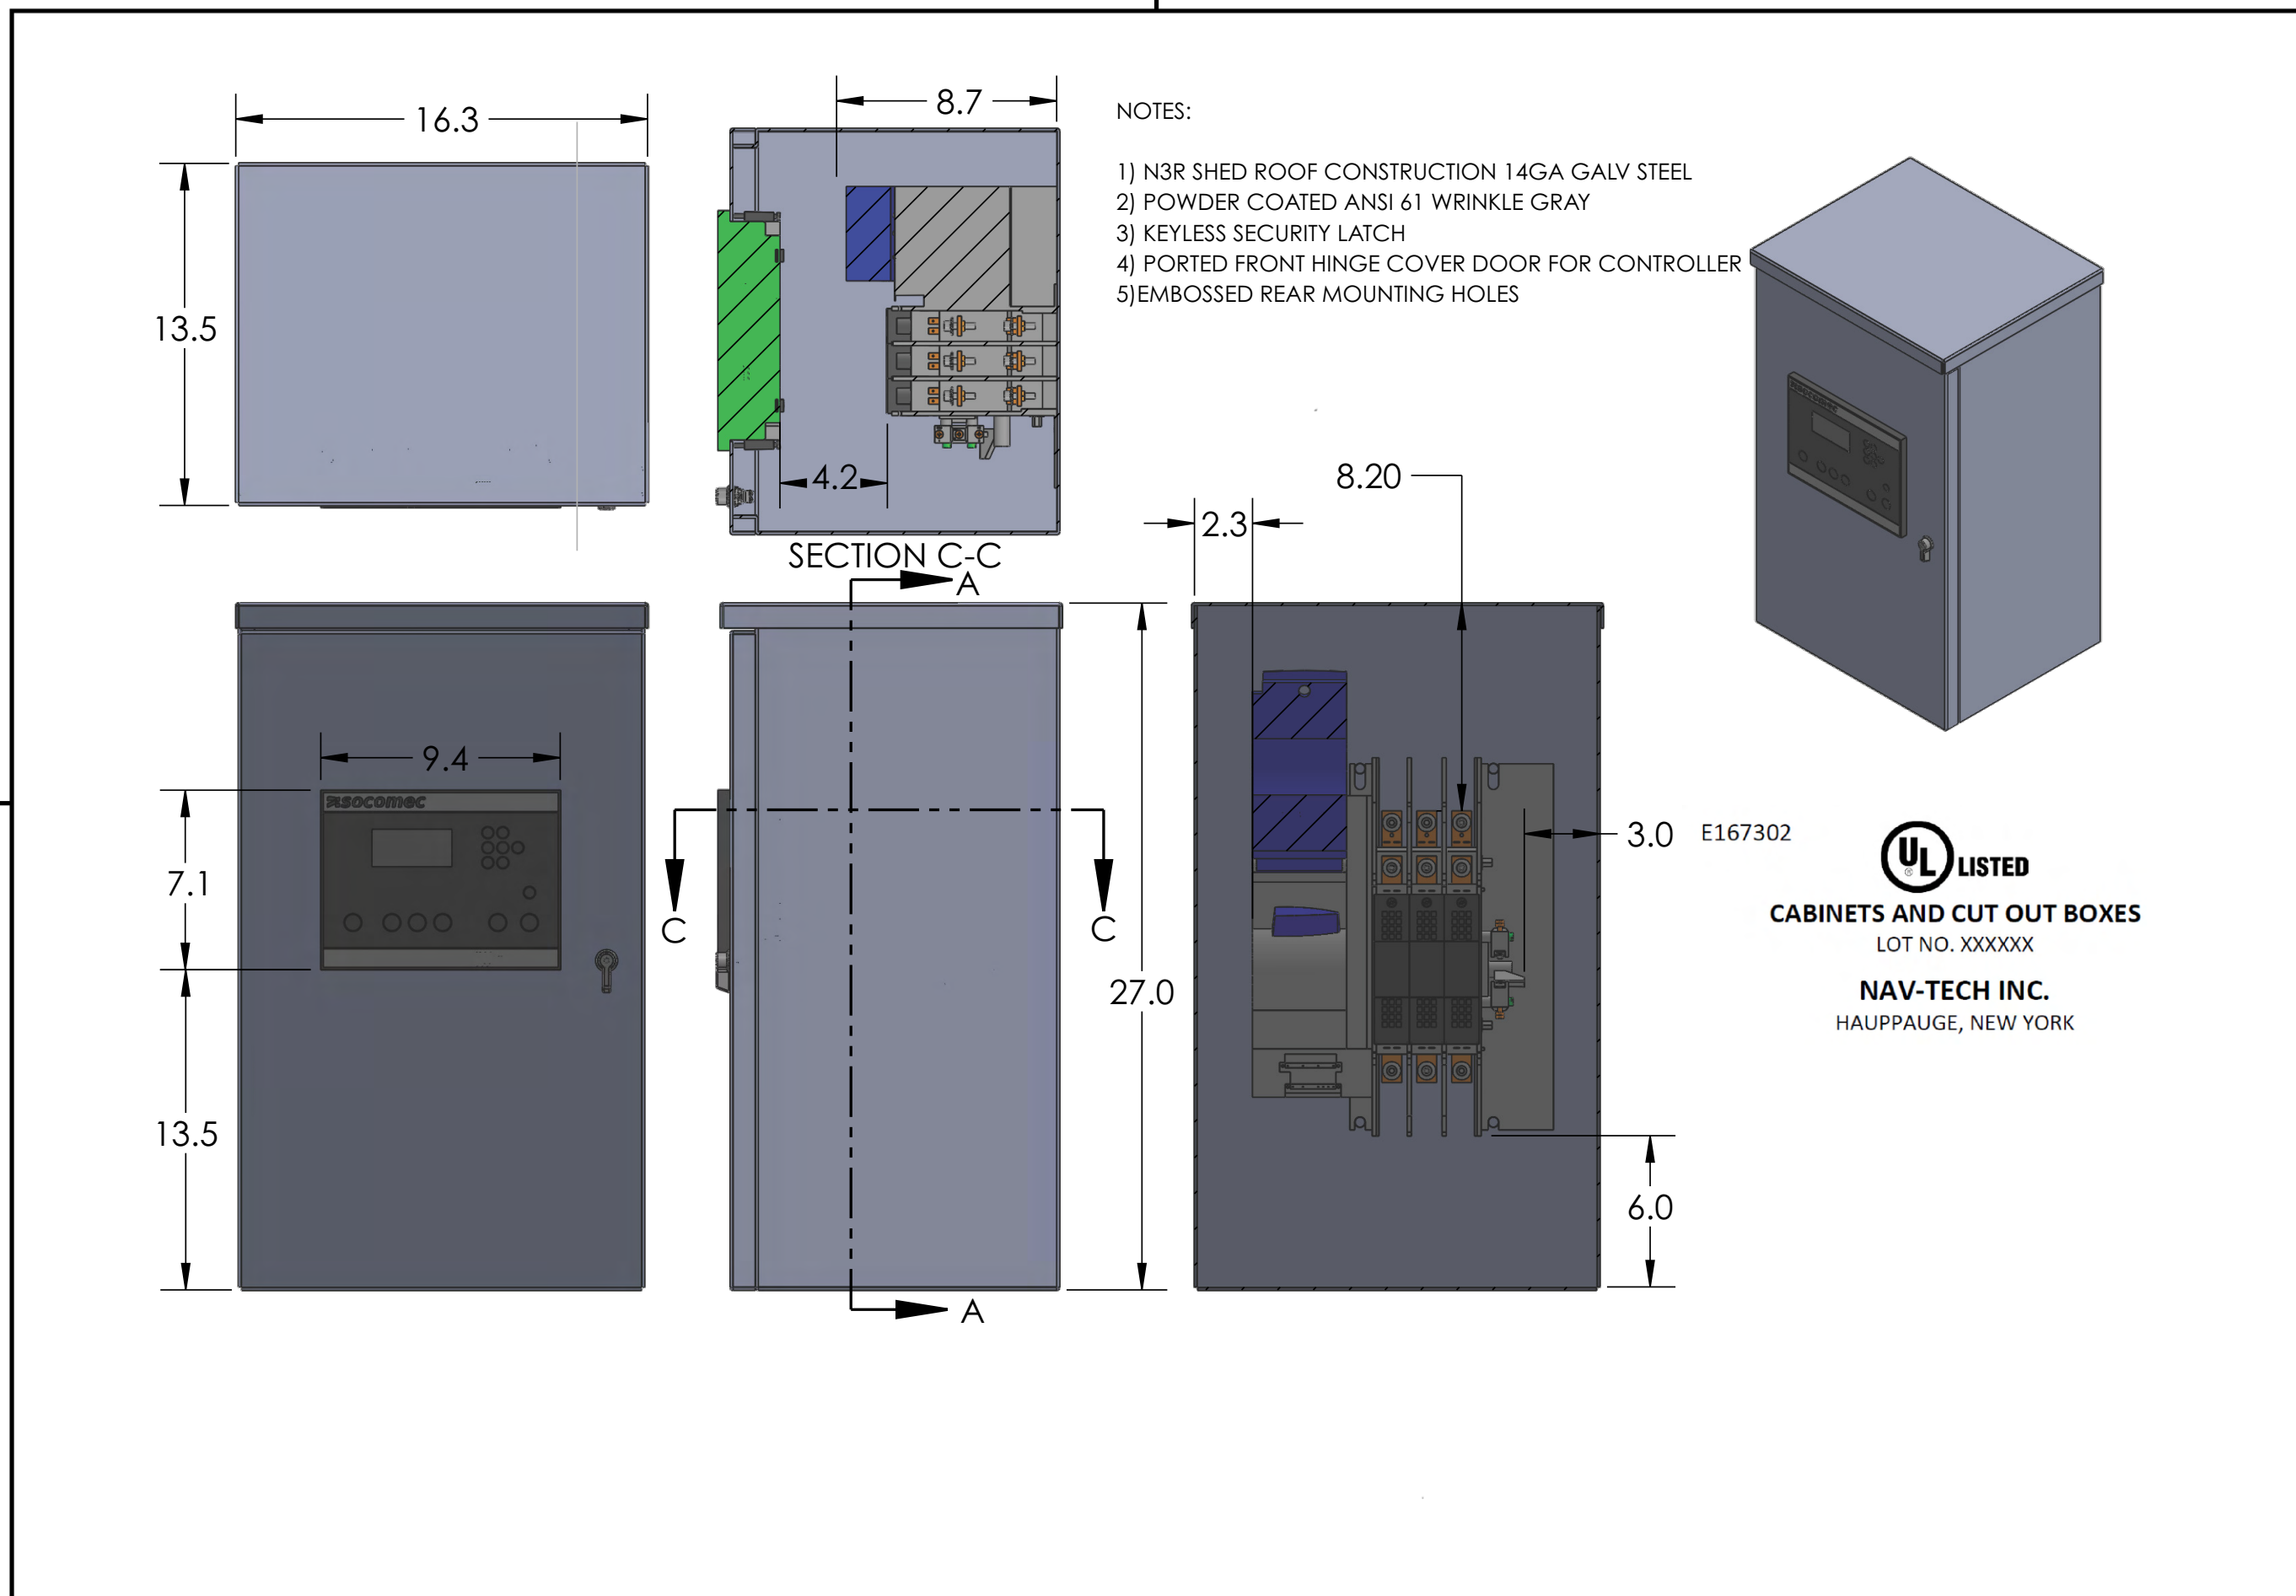 16.3
13.5
8.7
4.2
SECTION C-C
NOTES:
1) N3R SHED ROOF CONSTRUCTION 14GA GALV STEEL
2) POWDER COATED ANSI 61 WRINKLE GRAY
3) KEYLESS SECURITY LATCH
4) PORTED FRONT HINGE COVER DOOR FOR CONTROLLER
5)EMBOSSED REAR MOUNTING HOLES
socomec
9.4
socomec
7.1
13.5
A
C
C
A
27.0
2.3
8.20
3.0
6.0
E167302
UL LISTED
CABINETS AND CUT OUT BOXES
LOT NO. XXXXXX
NAV-TECH INC.
HAUPPAUGE, NEW YORK